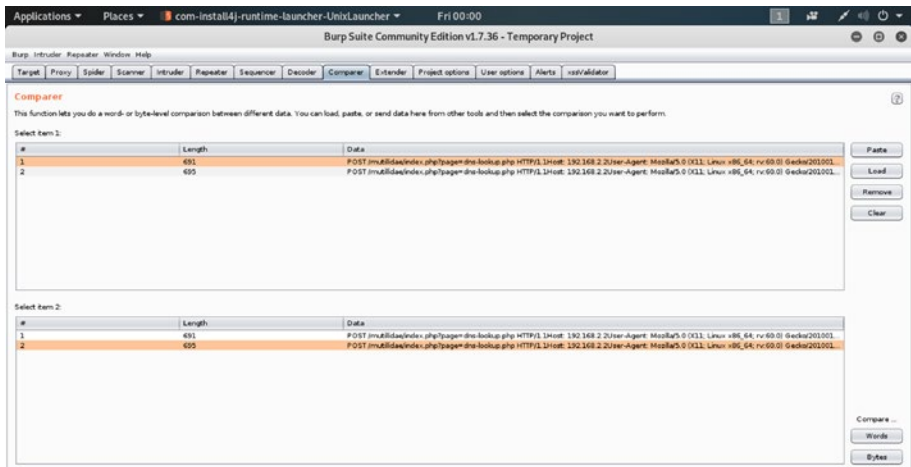 Applications Places com-install4j-runtime-launcher-UnixLauncher Fri 00:00 1
Burp Suite Community Edition v1.7.36 - Temporary Project
Burp Intruder Repeater Window Help
Target Proxy Spider Scanner Intruder Repeater Sequencer Decoder Comparer Extender Project options User options Alerts xssValidator
Comparer ?
This function lets you do a word- or byte-level comparison between different data. You can load, paste, or send data here from other tools and then select the comparison you want to perform.
Select item 1:
# Length Data Paste
1 691 POST /mutillidae/index.php?page=dns-lookup.php HTTP/1.1Host: 192.168.2.2User-Agent: Mozilla/5.0 (X11; Linux x86_64; rv:60.0) Gecko/201001...
2 695 POST /mutillidae/index.php?page=dns-lookup.php HTTP/1.1Host: 192.168.2.2User-Agent: Mozilla/5.0 (X11; Linux x86_64; rv:60.0) Gecko/201001...
Load
Remove
Clear
Select item 2:
# Length Data
1 691 POST /mutillidae/index.php?page=dns-lookup.php HTTP/1.1Host: 192.168.2.2User-Agent: Mozilla/5.0 (X11; Linux x86_64; rv:60.0) Gecko/201001...
2 695 POST /mutillidae/index.php?page=dns-lookup.php HTTP/1.1Host: 192.168.2.2User-Agent: Mozilla/5.0 (X11; Linux x86_64; rv:60.0) Gecko/201001...
Compare ...
Words
Bytes